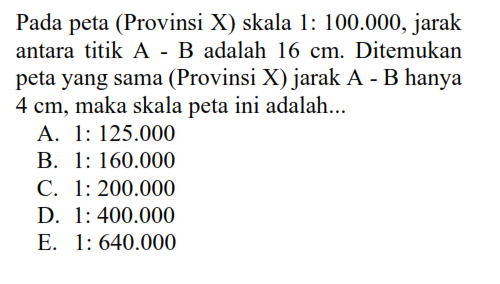 Pada peta (Provinsi X) skala 1: 100.000, jarak
antara titik A - B adalah 16 cm. Ditemukan
peta yang sama (Provinsi X) jarak A - B hanya
4 cm, maka skala peta ini adalah...
A. 1: 125.000
B. 1: 160.000
C. 1: 200.000
D. 1: 400.000
E. 1: 640.000